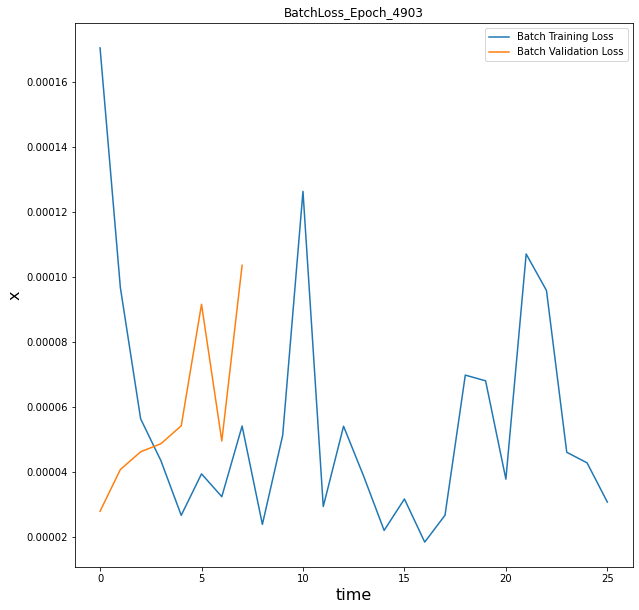 BatchLoss_Epoch_4903
Batch Training Loss
Batch Validation Loss
0.00016
0.00014
0.00012
0.00010
0.00008
0.00006
0.00004
0.00002
x
0 5 10 15 20 25
time